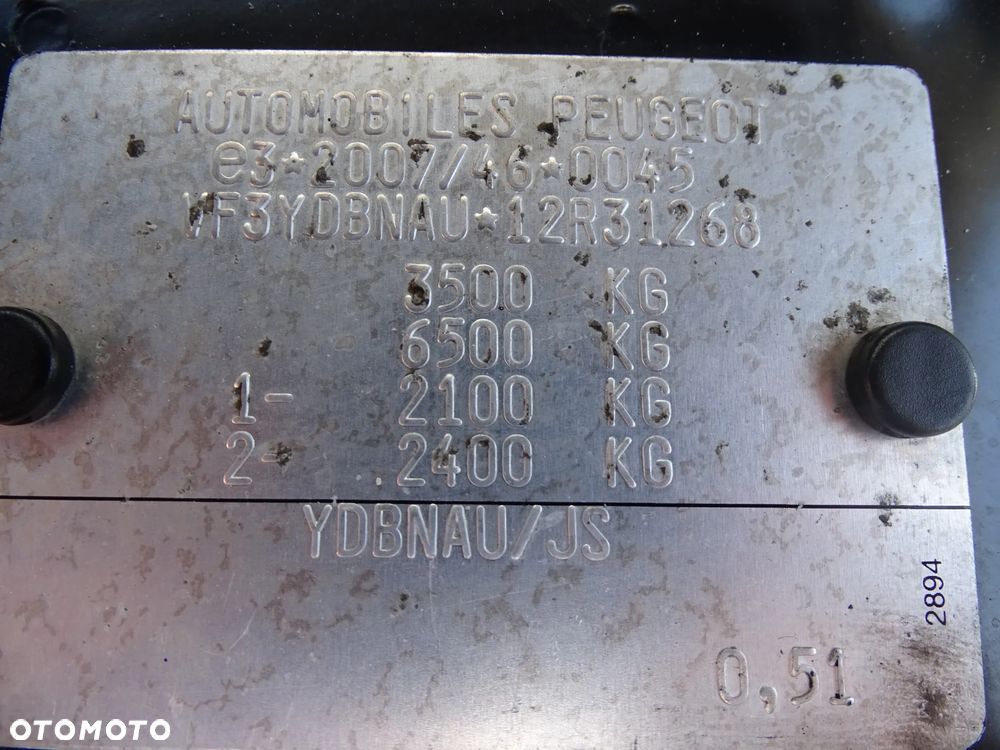 AUTOMOBILES PEUGEOT
e3*2007/46*0045
VF3YDBNAU*12R31268
3500 KG
6500 KG
1- 2100 KG
2- 2400 KG
YDBNAU/JS
2894
0,51
OTOMOTO